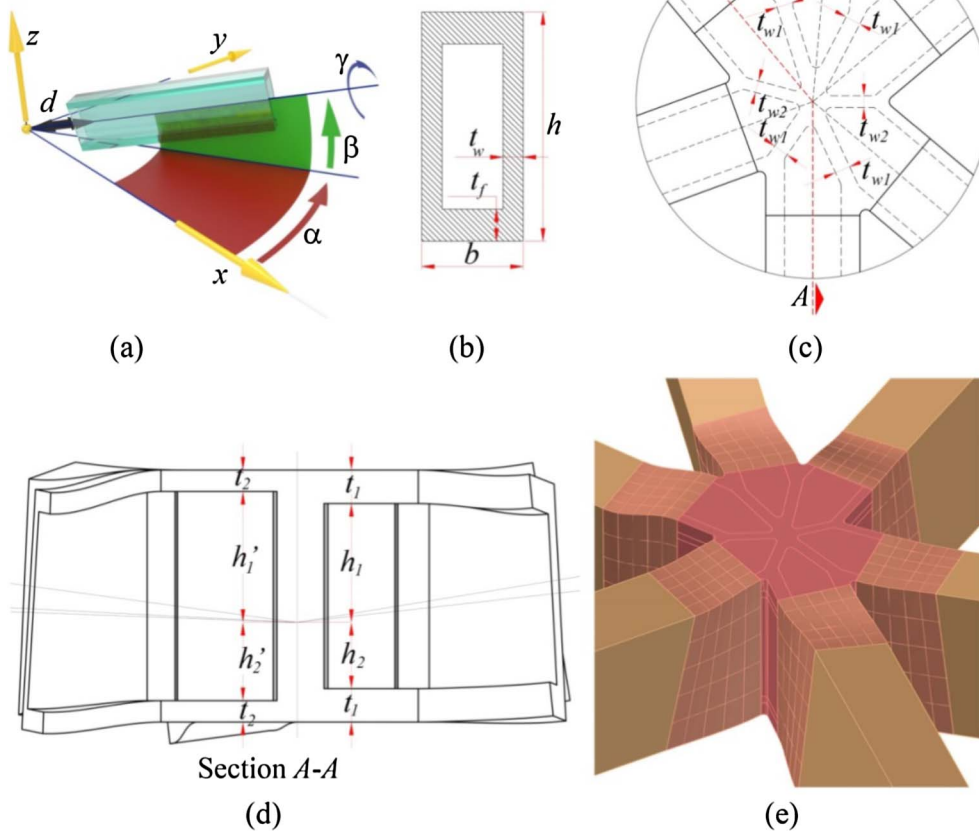 z
y
γ
d
β
α
x
(a)
h
t_w
t_f
b
(b)
t_w1
t_w1
t_w2
t_w2
t_w1
t_w1
A
(c)
t_2
t_1
h_1'
h_1
h_2'
h_2
t_2
t_1
Section A-A
(d)
(e)